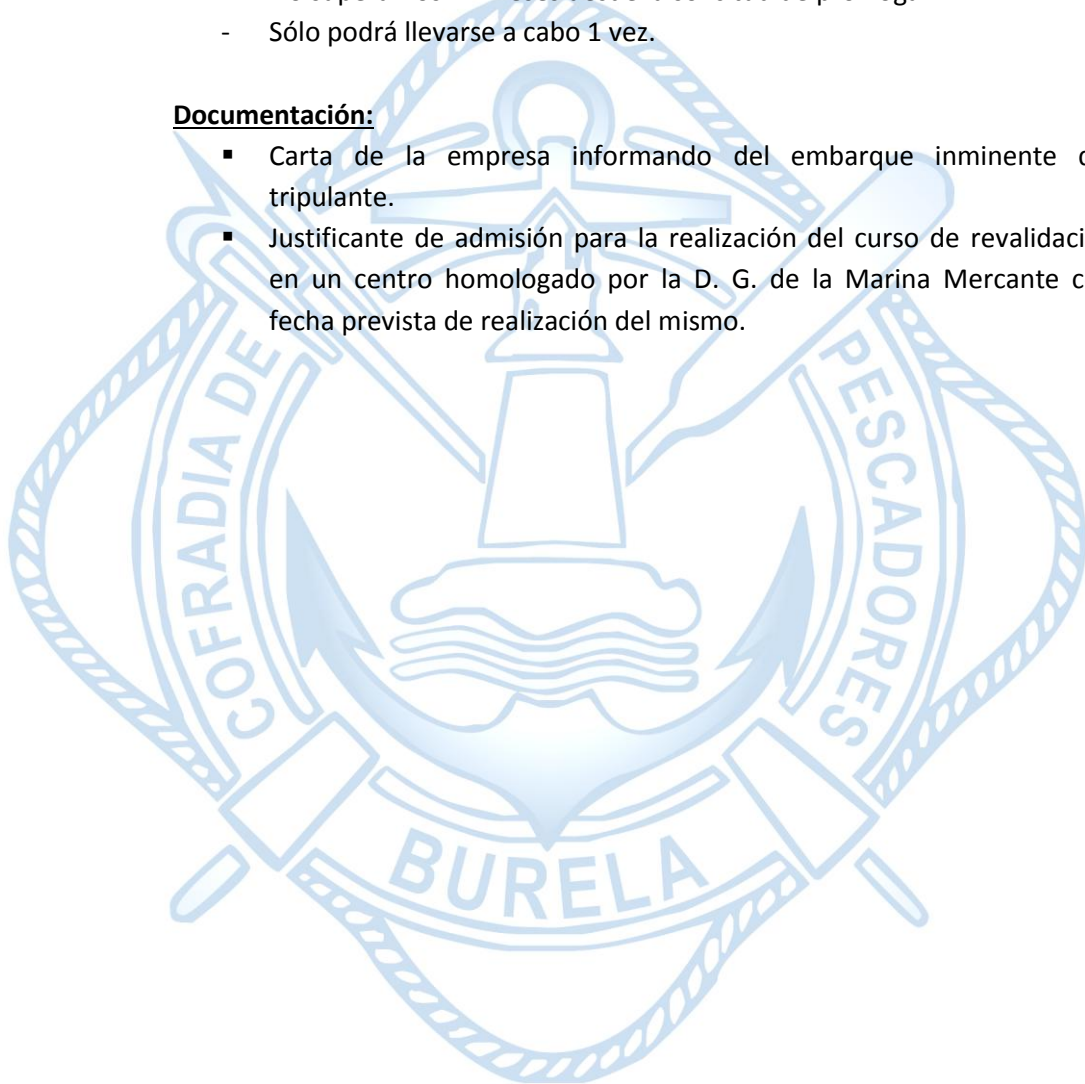 - Sólo podrá llevarse a cabo 1 vez.
Documentación:
▪ Carta de la empresa informando del embarque inminente
tripulante.
▪ Justificante de admisión para la realización del curso de
en un centro homologado por la D. G. de la Marina Mercante
fecha prevista de realización del mismo.
COFRADIA DE
PESCADORES
BURELA